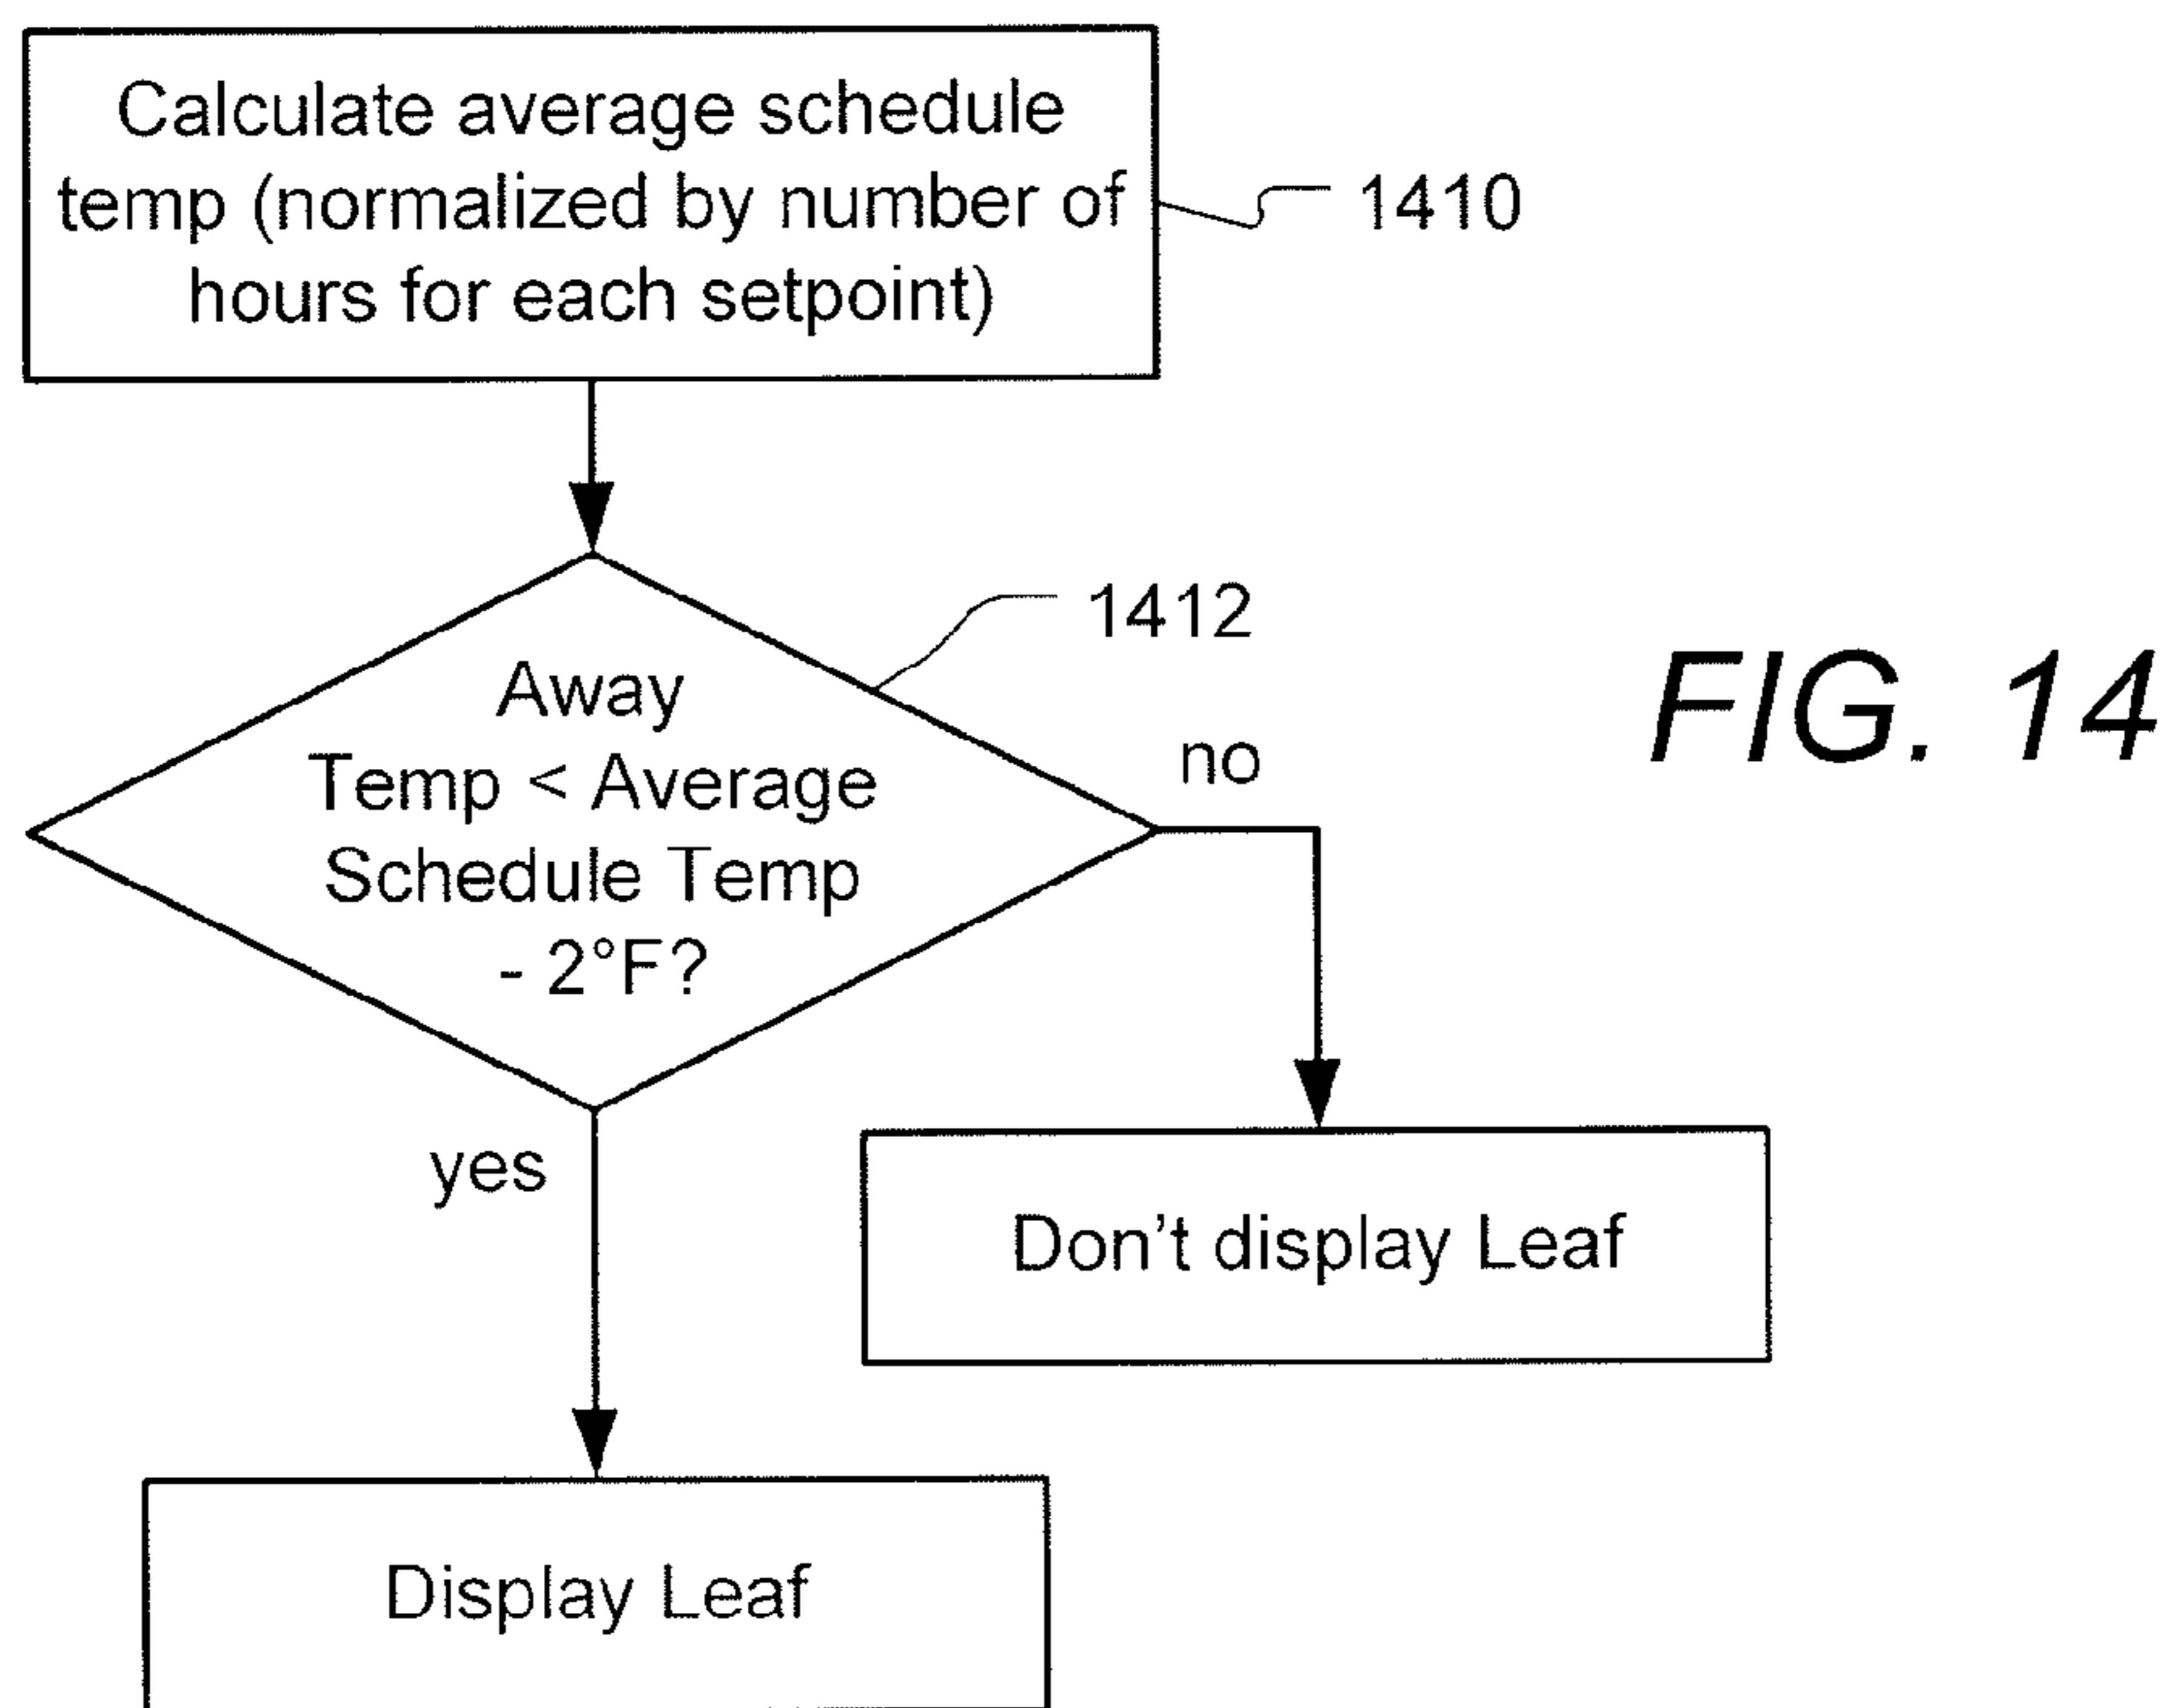 Calculate average schedule
temp (normalized by number of
hours for each setpoint)
1410
1412
Away
Temp < Average
Schedule Temp
- 2°F?
no
FIG. 14
yes
Don't display Leaf
Display Leaf